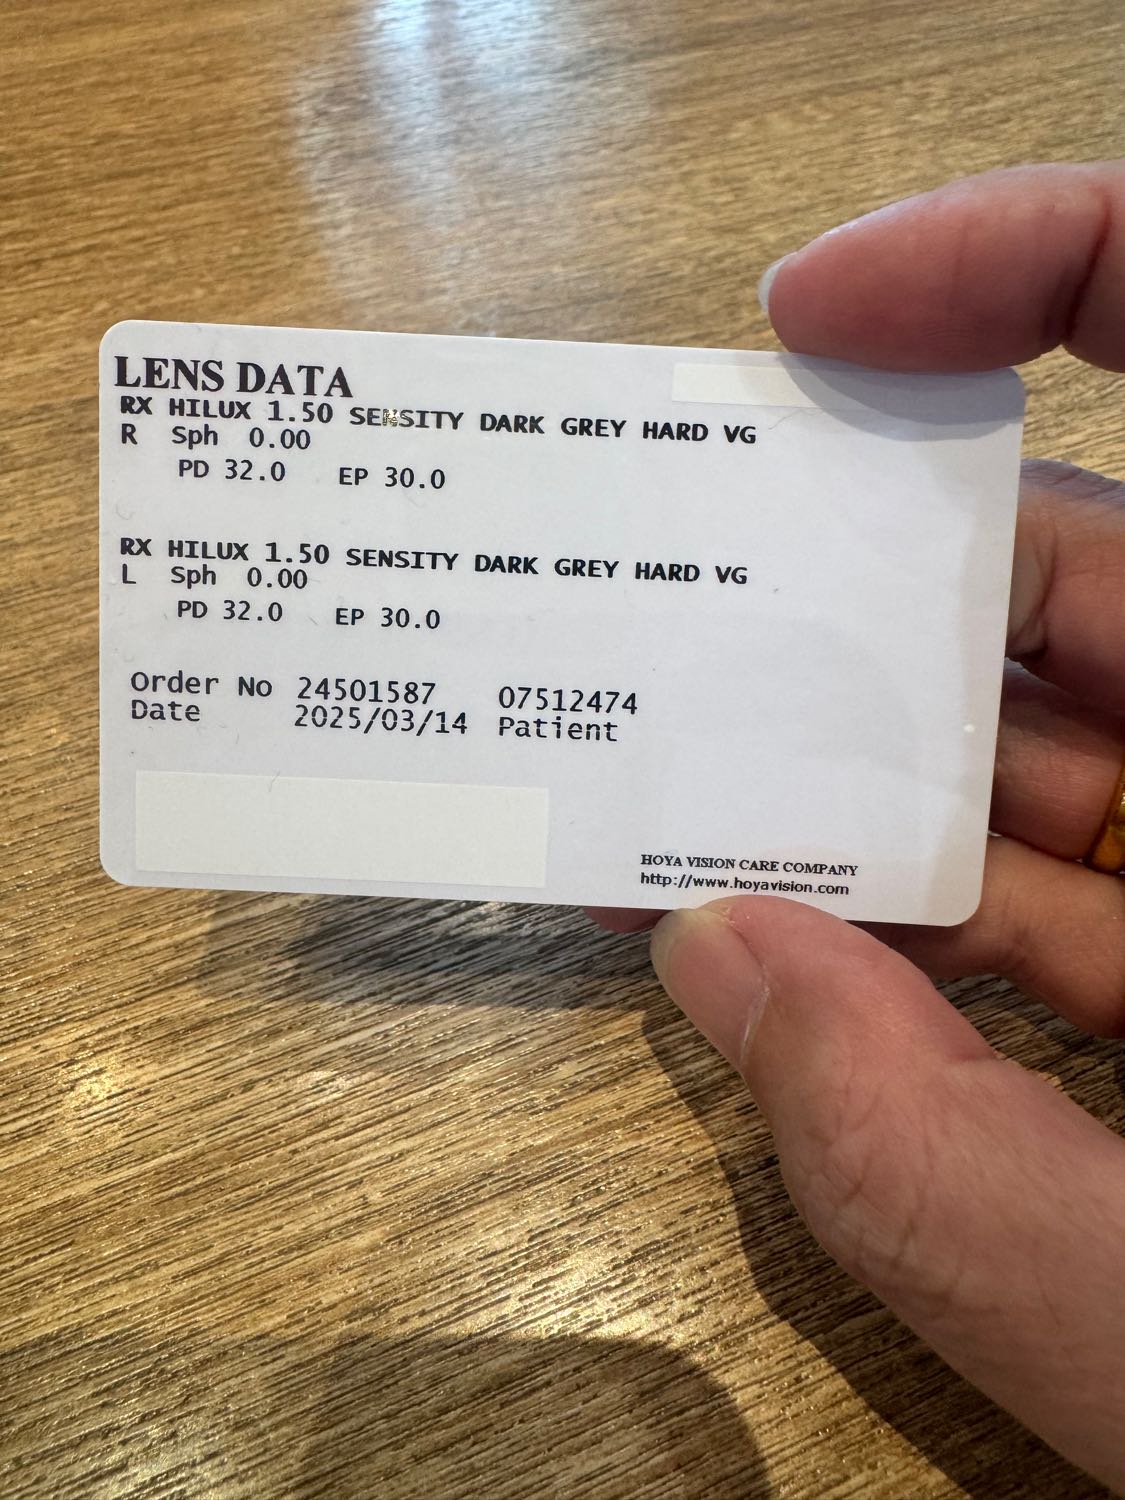 LENS DATA
RX HILUX 1.50 SENSITY DARK GREY HARD VG
R Sph 0.00
PD 32.0 EP 30.0
RX HILUX 1.50 SENSITY DARK GREY HARD VG
L Sph 0.00
PD 32.0 EP 30.0
Order No 24501587 07512474
Date 2025/03/14 Patient
HOYA VISION CARE COMPANY
http://www.hoyavision.com